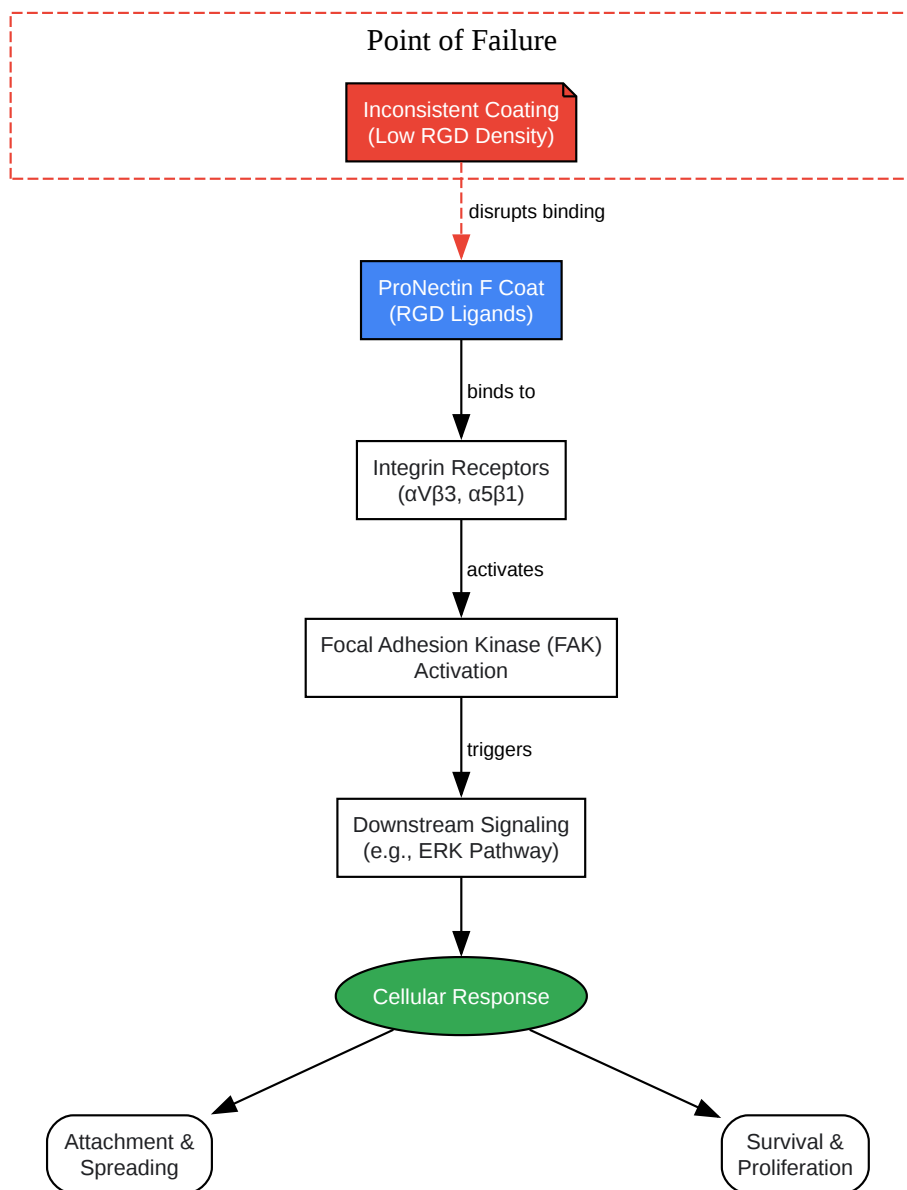 Point of Failure
Inconsistent Coating
(Low RGD Density)
disrupts binding
ProNectin F Coat
(RGD Ligands)
binds to
Integrin Receptors
(αVβ3, α5β1)
activates
Focal Adhesion Kinase (FAK)
Activation
triggers
Downstream Signaling
(e.g., ERK Pathway)
Cellular Response
Attachment &
Spreading
Survival &
Proliferation